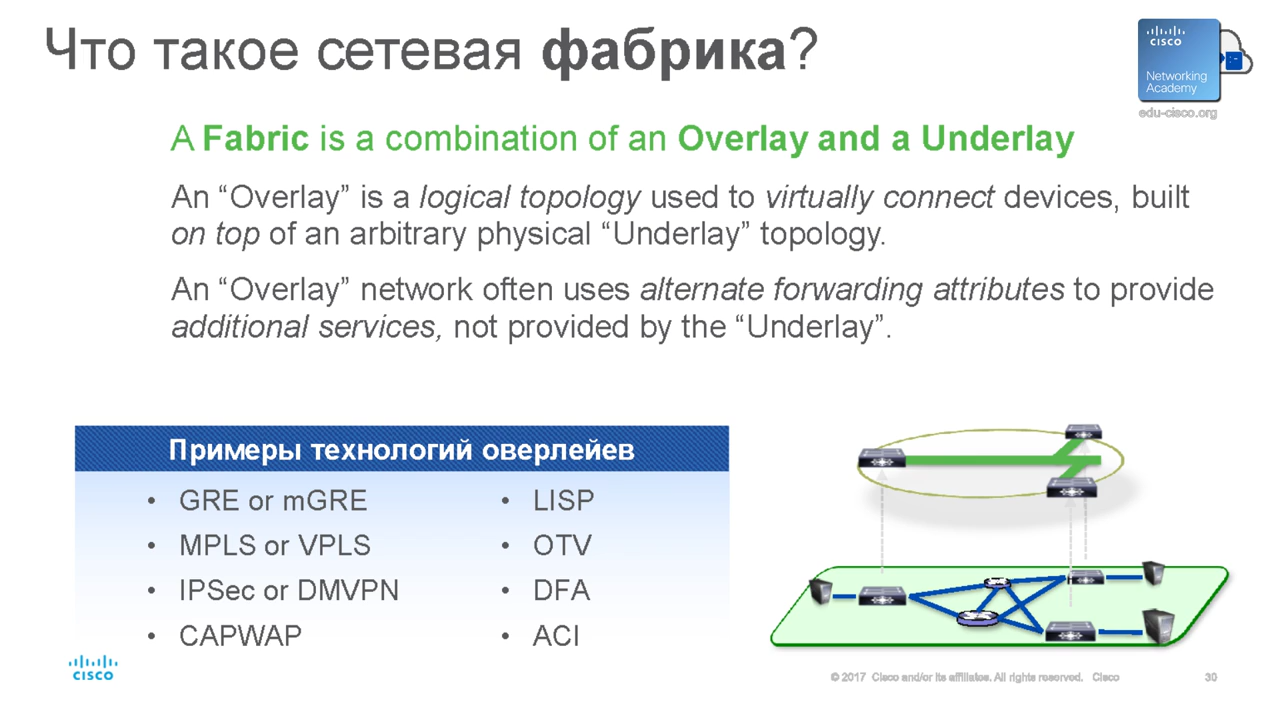 Что такое сетевая фабрика?
CISCO
Networking
Academy
edu-cisco.org
A Fabric is a combination of an Overlay and a Underlay
An “Overlay” is a logical topology used to virtually connect devices, built
on top of an arbitrary physical “Underlay” topology.
An “Overlay” network often uses alternate forwarding attributes to provide
additional services, not provided by the “Underlay”.
Примеры технологий оверлейев
• GRE or mGRE
• MPLS or VPLS
• IPSec or DMVPN
• CAPWAP
• LISP
• OTV
• DFA
• ACI
CISCO
© 2017 Cisco and/or its affiliates. All rights reserved. Cisco
30